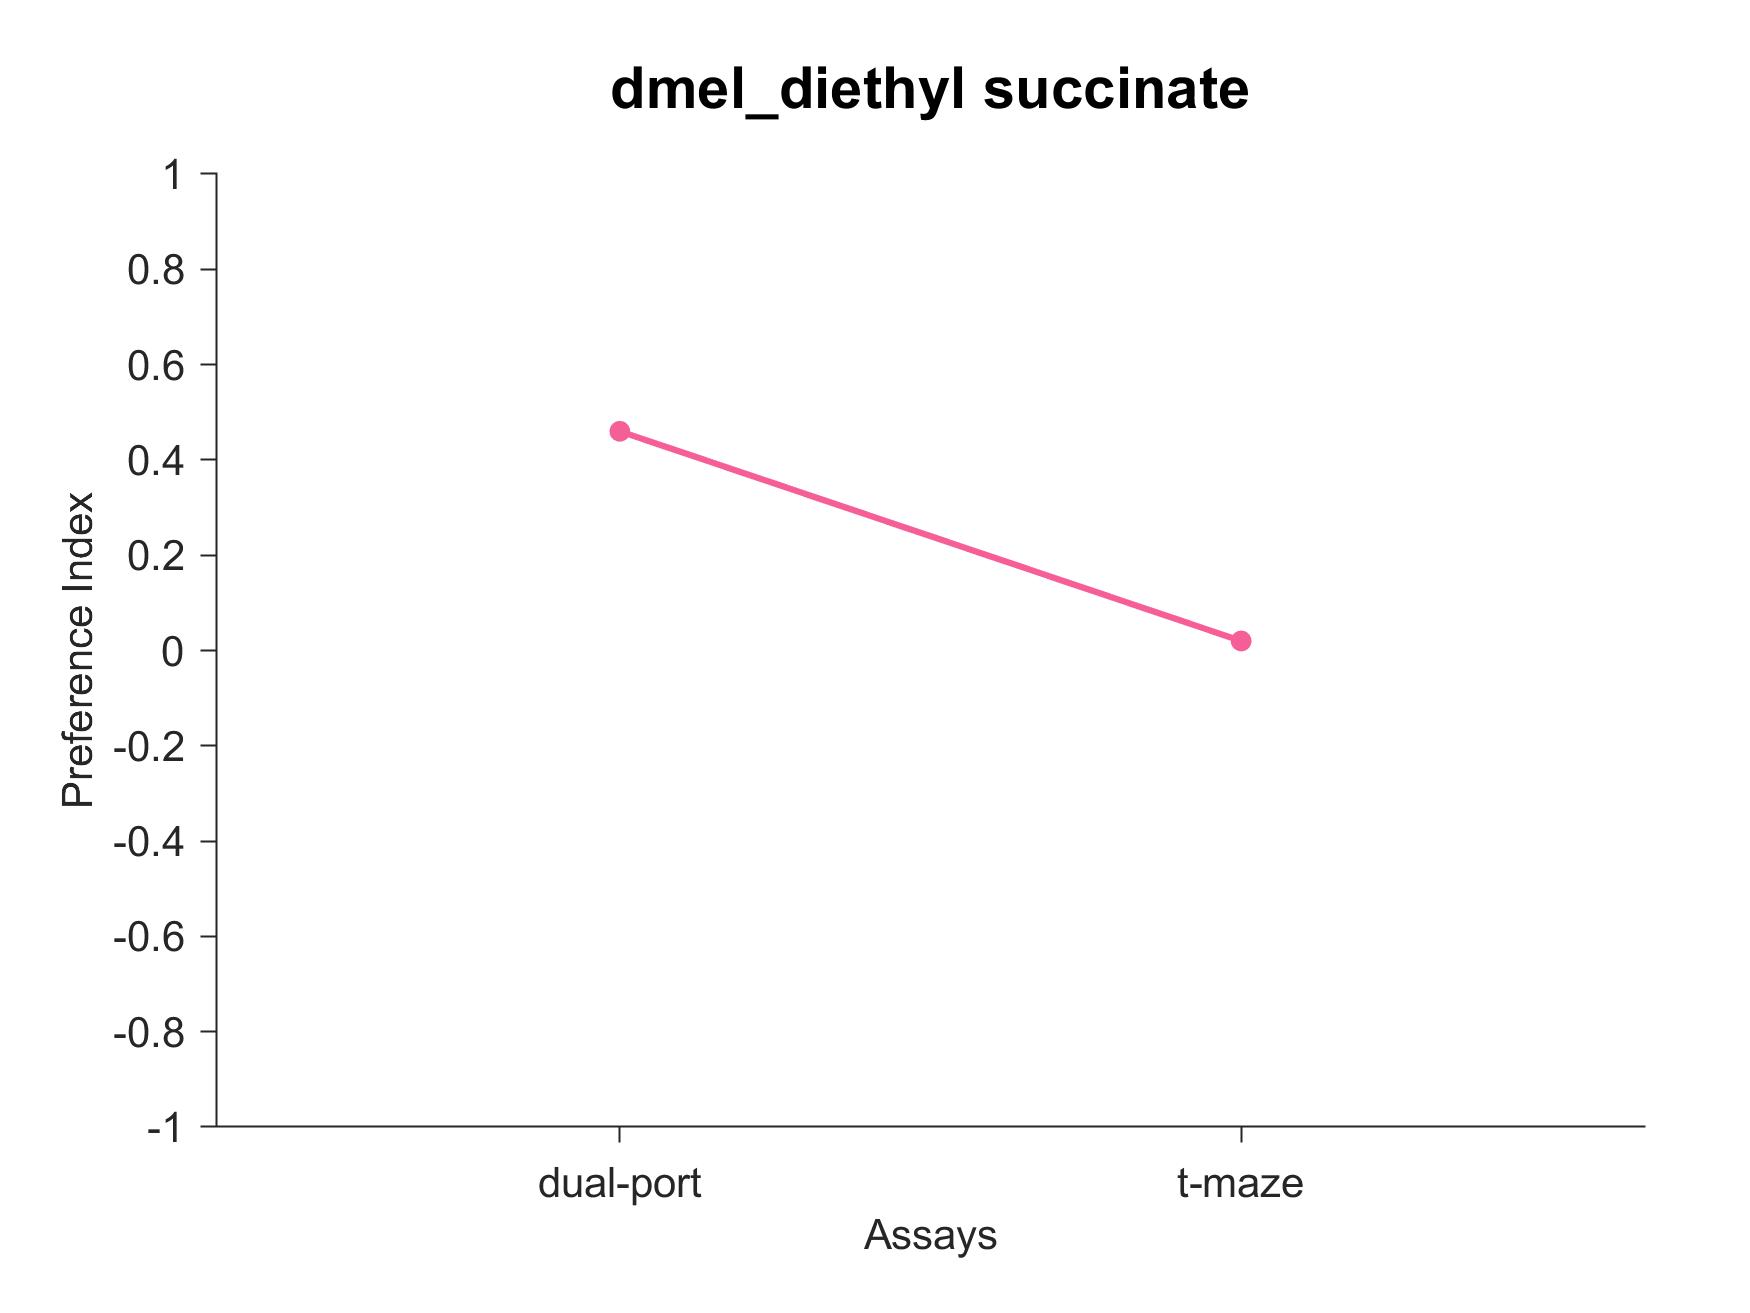 dmel_diethyl succinate
1
0.8
0.6
0.4
0.2
0
-0.2
-0.4
-0.6
-0.8
-1
Preference Index
dual-port t-maze
Assays